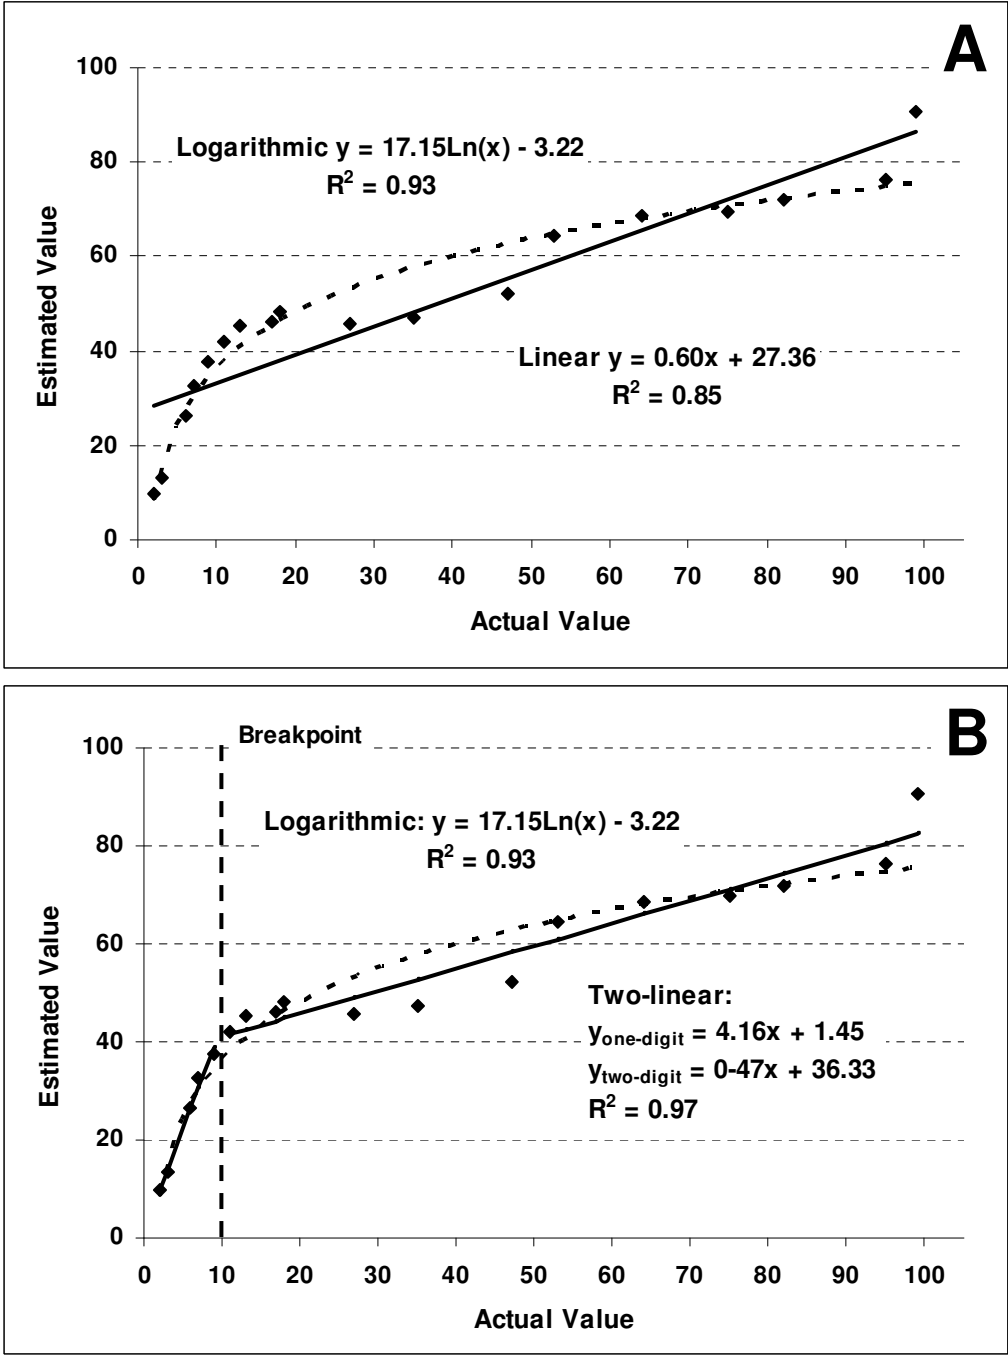 A
100
80
60
40
20
0
Estimated Value
Logarithmic y = 17.15Ln(x) - 3.22
R² = 0.93
Linear y = 0.60x + 27.36
R² = 0.85
0 10 20 30 40 50 60 70 80 90 100
Actual Value
B
Breakpoint
100
80
60
40
20
0
Estimated Value
Logarithmic: y = 17.15Ln(x) - 3.22
R² = 0.93
Two-linear:
y one-digit = 4.16x + 1.45
y two-digit = 0-47x + 36.33
R² = 0.97
0 10 20 30 40 50 60 70 80 90 100
Actual Value